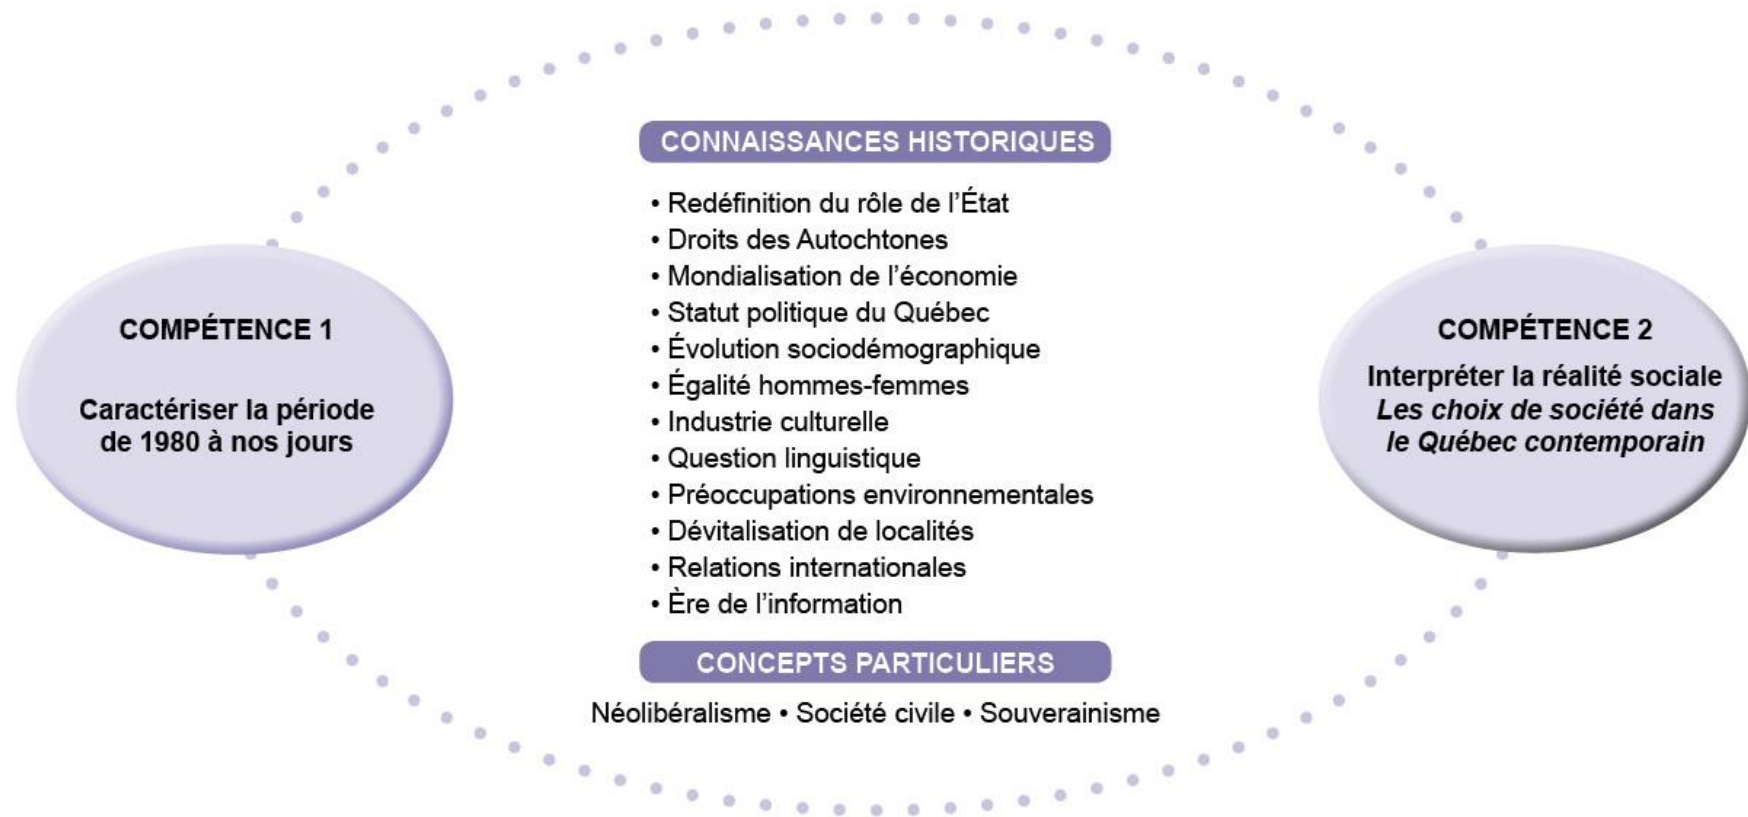 CONNAISSANCES HISTORIQUES
• Redéfinition du rôle de l’État
• Droits des Autochtones
• Mondialisation de l’économie
• Statut politique du Québec
• Évolution sociodémographique
• Égalité hommes-femmes
• Industrie culturelle
• Question linguistique
• Préoccupations environnementales
• Dévitalisation de localités
• Relations internationales
• Ère de l’information
CONCEPTS PARTICULIERS
Néolibéralisme • Société civile • Souverainisme
COMPÉTENCE 1
Caractériser la période
de 1980 à nos jours
COMPÉTENCE 2
Interpréter la réalité sociale
Les choix de société dans
le Québec contemporain